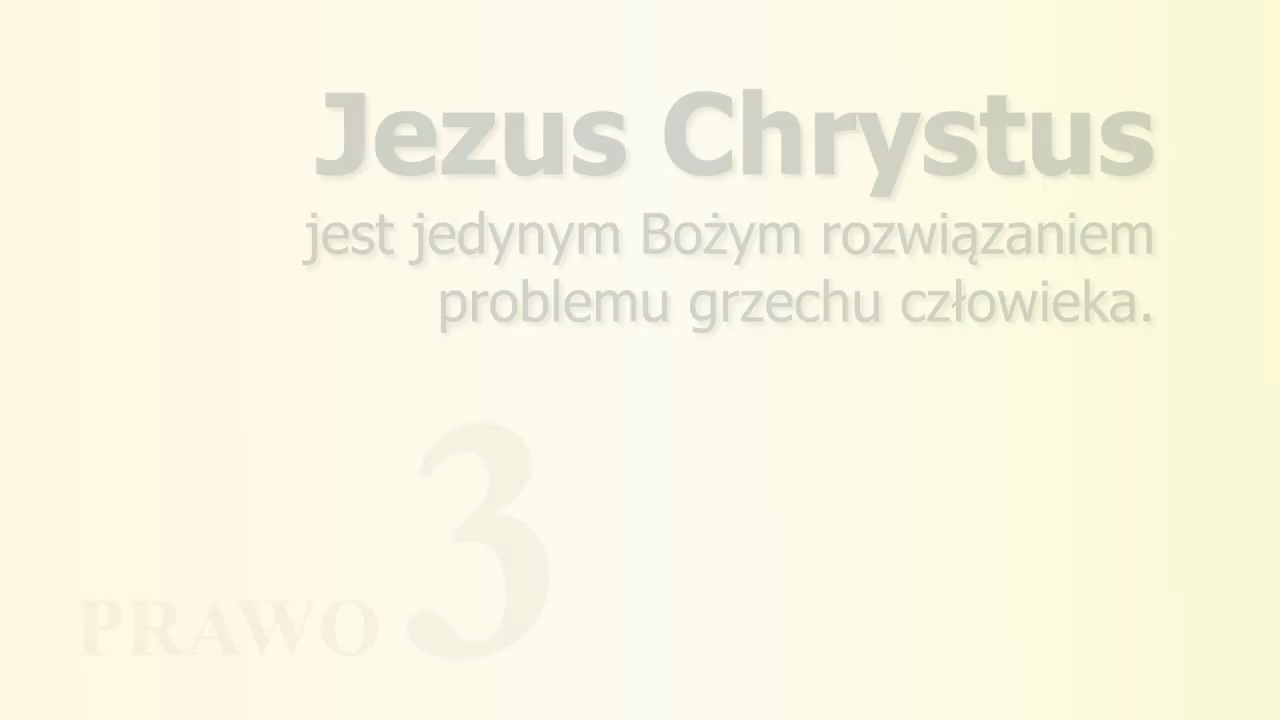 Jezus Chrystus
jest jedynym Bożym rozwiązaniem
problemu grzechu człowieka.
PRAWO 3